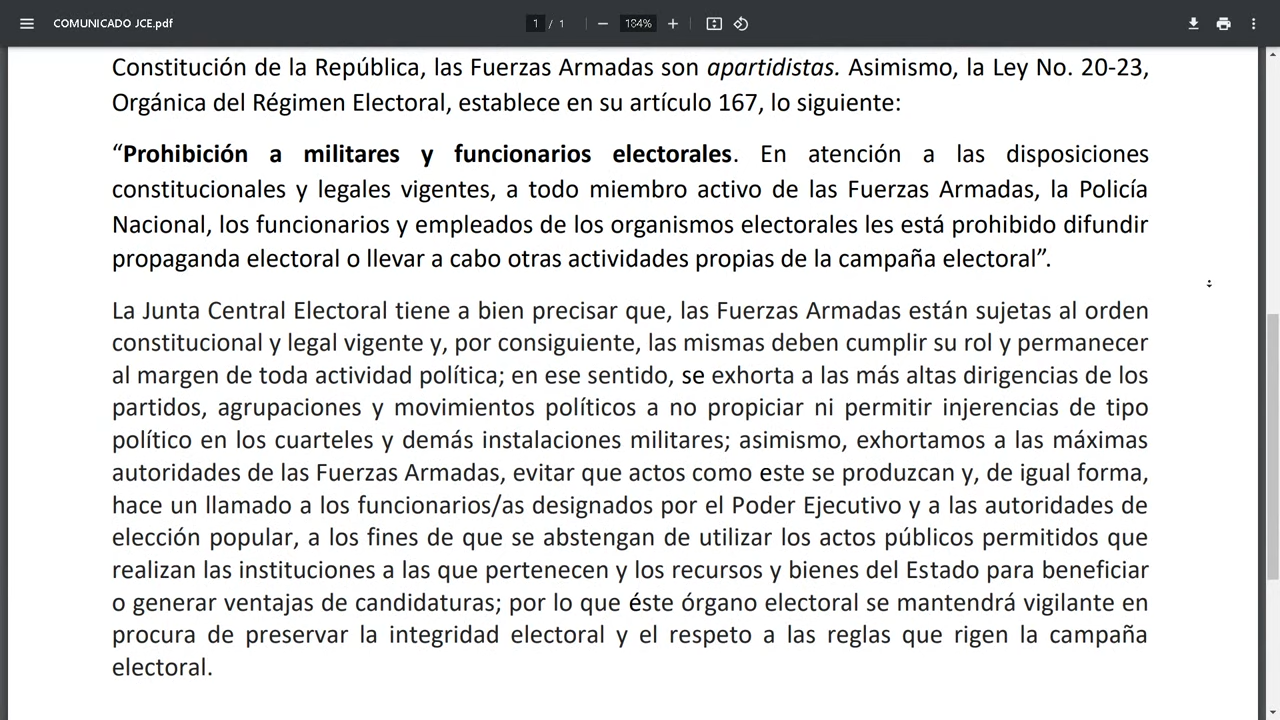 COMUNICADO JCE.pdf
1 / 1
184%
Constitución de la República, las Fuerzas Armadas son apartidistas. Asimismo, la Ley No. 20-23,
Orgánica del Régimen Electoral, establece en su artículo 167, lo siguiente:
“Prohibición a militares y funcionarios electorales. En atención a las disposiciones
constitucionales y legales vigentes, a todo miembro activo de las Fuerzas Armadas, la Policía
Nacional, los funcionarios y empleados de los organismos electorales les está prohibido difundir
propaganda electoral o llevar a cabo otras actividades propias de la campaña electoral”.
La Junta Central Electoral tiene a bien precisar que, las Fuerzas Armadas están sujetas al orden
constitucional y legal vigente y, por consiguiente, las mismas deben cumplir su rol y permanecer
al margen de toda actividad política; en ese sentido, se exhorta a las más altas dirigencias de los
partidos, agrupaciones y movimientos políticos a no propiciar ni permitir injerencias de tipo
político en los cuarteles y demás instalaciones militares; asimismo, exhortamos a las máximas
autoridades de las Fuerzas Armadas, evitar que actos como este se produzcan y, de igual forma,
hace un llamado a los funcionarios/as designados por el Poder Ejecutivo y a las autoridades de
elección popular, a los fines de que se abstengan de utilizar los actos públicos permitidos que
realizan las instituciones a las que pertenecen y los recursos y bienes del Estado para beneficiar
o generar ventajas de candidaturas; por lo que éste órgano electoral se mantendrá vigilante en
procura de preservar la integridad electoral y el respeto a las reglas que rigen la campaña
electoral.